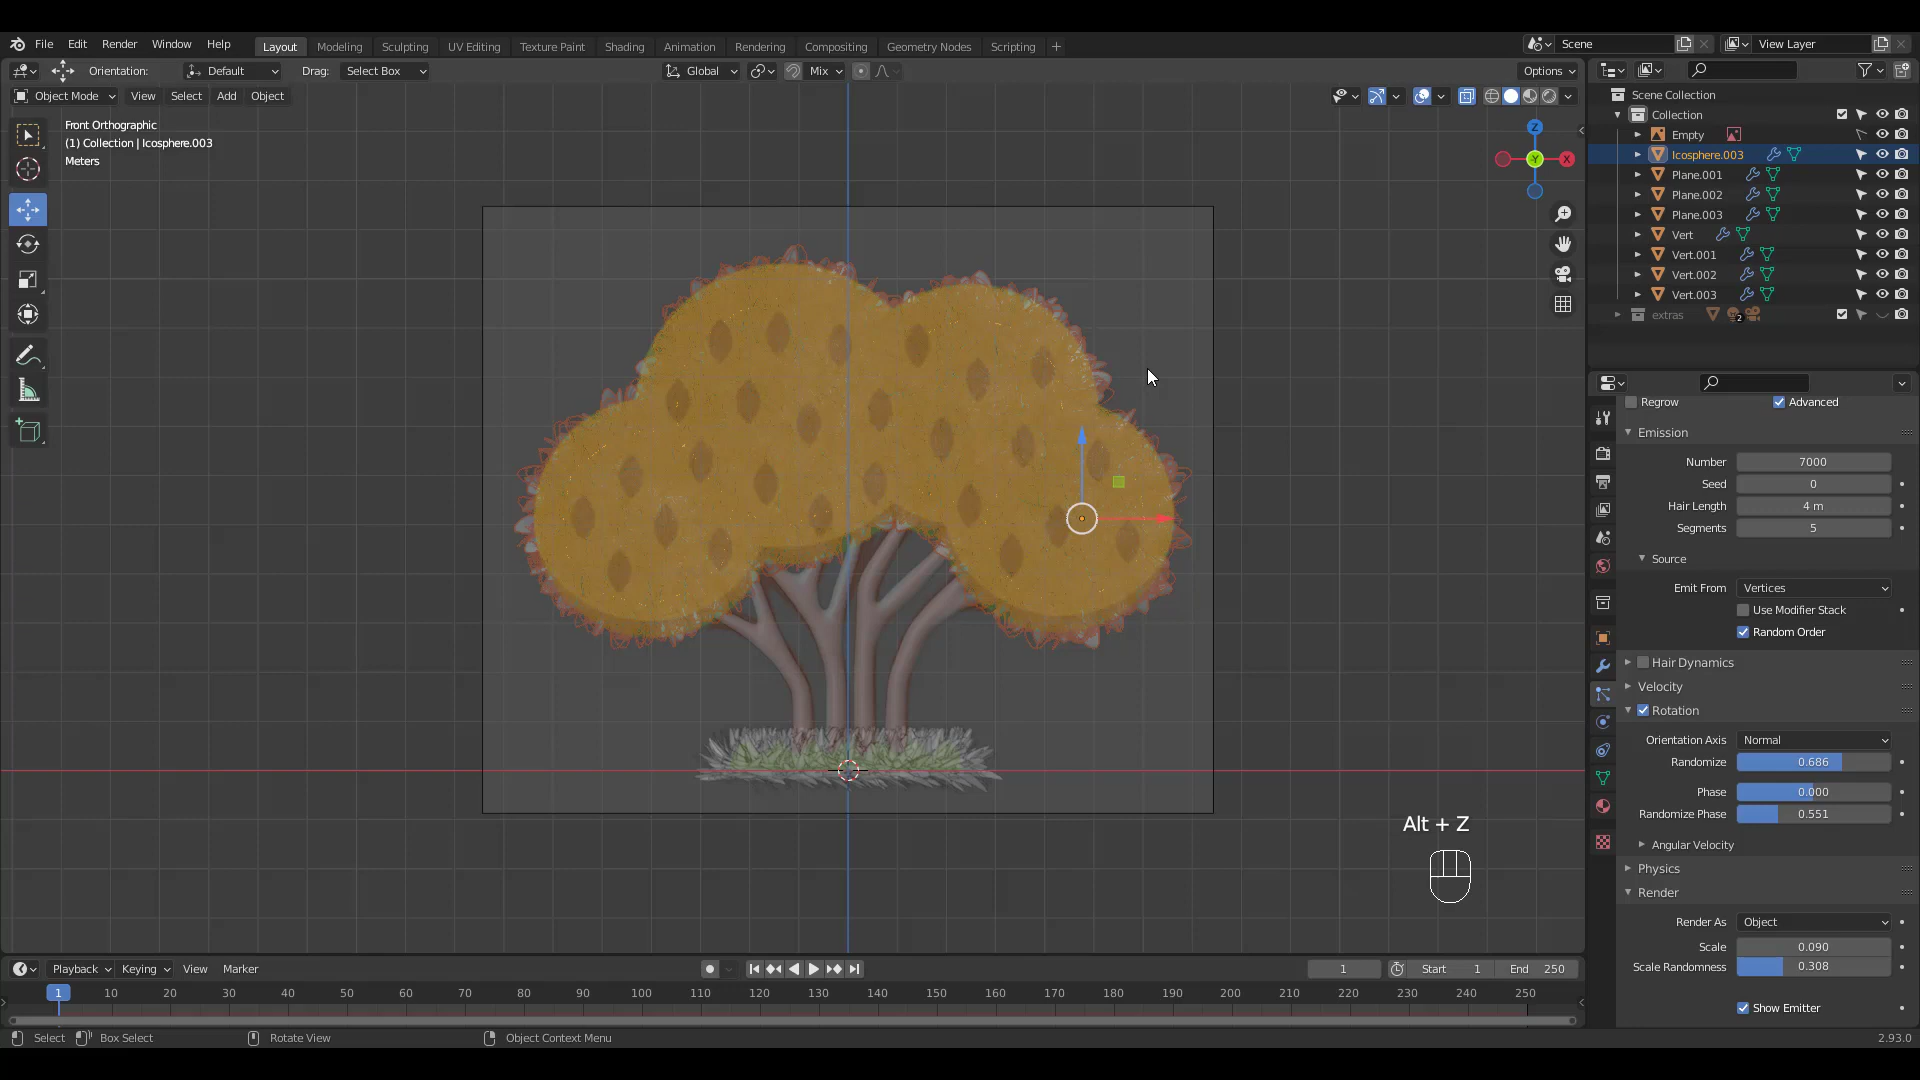 File Edit Render Window Help Layout Modeling Sculpting UV Editing Texture Paint Shading Animation Rendering Compositing Geometry Nodes Scripting + Scene View Layer
Orientation: Default Drag: Select Box Global Mix Options
Object Mode View Select Add Object
Front Orthographic
(1) Collection | Icosphere.003
Meters
Z
Y
X
Scene Collection
Collection
Empty
Icosphere.003
Plane.001
Plane.002
Plane.003
Vert
Vert.001
Vert.002
Vert.003
extras 2
Regrow Advanced
Emission
Number 7000
Seed 0
Hair Length 4 m
Segments 5
Source
Emit From Vertices
Use Modifier Stack
Random Order
Hair Dynamics
Velocity
Rotation
Orientation Axis Normal
Randomize 0.686
Phase 0.000
Randomize Phase 0.551
Angular Velocity
Physics
Render
Render As Object
Scale 0.090
Scale Randomness 0.308
Show Emitter
Alt + Z
Playback Keying View Marker 1 Start 1 End 250
1 10 20 30 40 50 60 70 80 90 100 110 120 130 140 150 160 170 180 190 200 210 220 230 240 250
Select Box Select Rotate View Object Context Menu 2.93.0